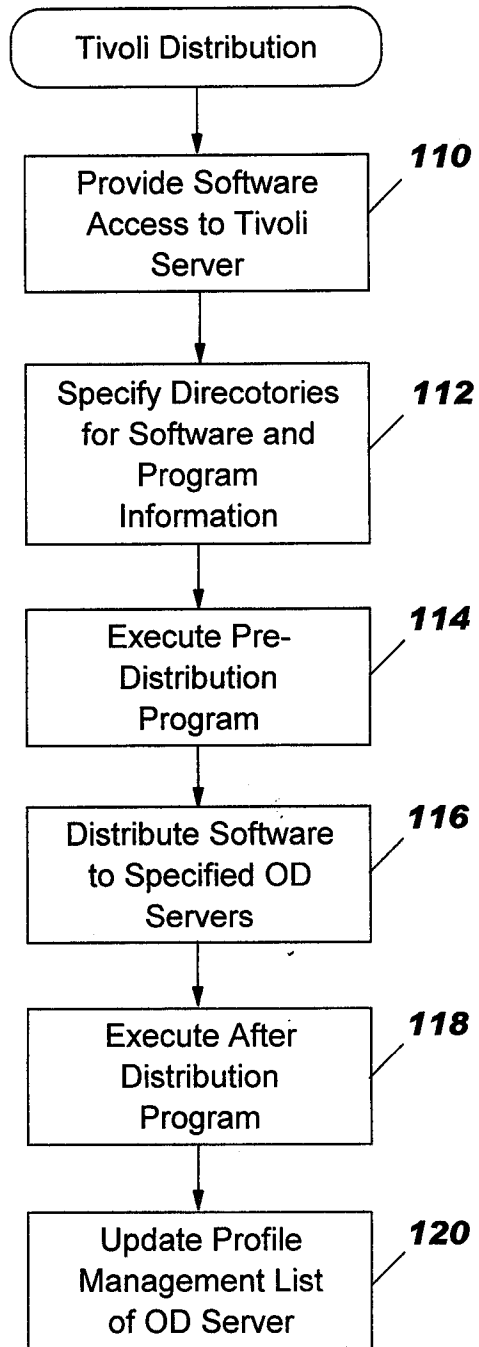 Tivoli Distribution
110
Provide Software
Access to Tivoli
Server
112
Specify Direcotories
for Software and
Program
Information
114
Execute Pre-
Distribution
Program
116
Distribute Software
to Specified OD
Servers
118
Execute After
Distribution
Program
120
Update Profile
Management List
of OD Server